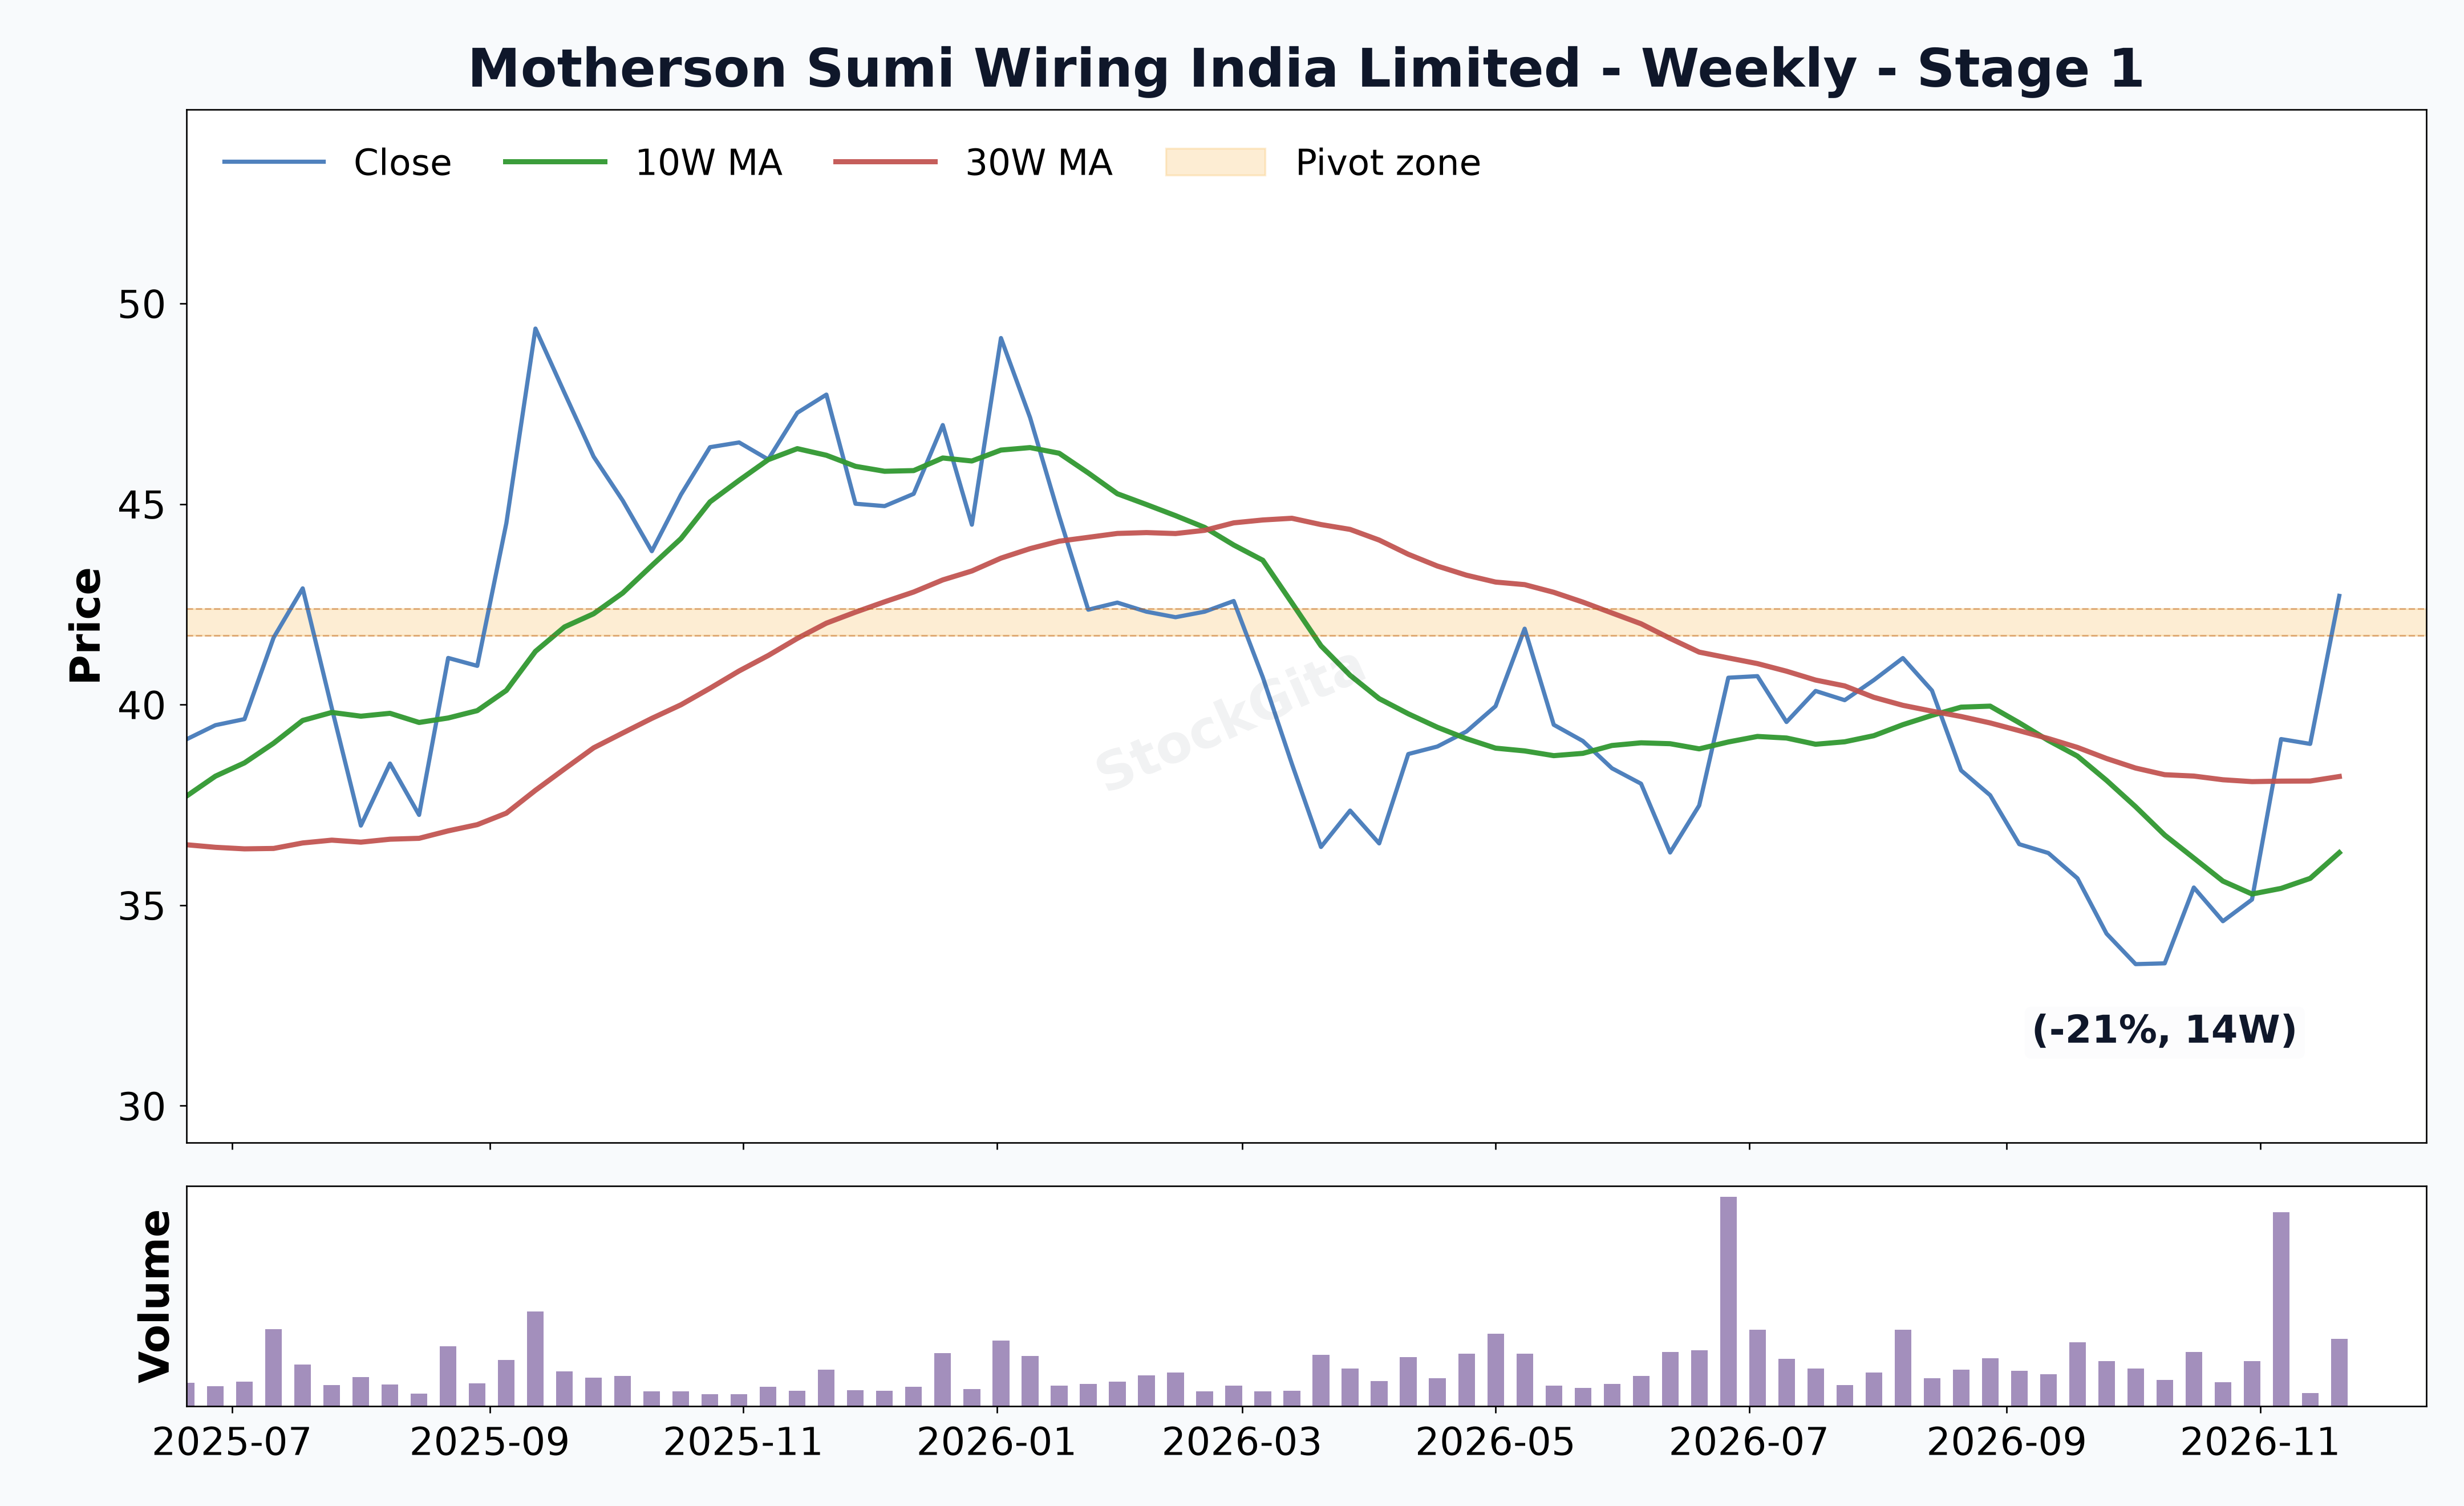 Motherson Sumi Wiring India Limited - Weekly - Stage 1
Close 10W MA 30W MA Pivot zone
50
45
40
35
30
Price
StockGita
(-21%, 14W)
Volume
2025-07 2025-09 2025-11 2026-01 2026-03 2026-05 2026-07 2026-09 2026-11